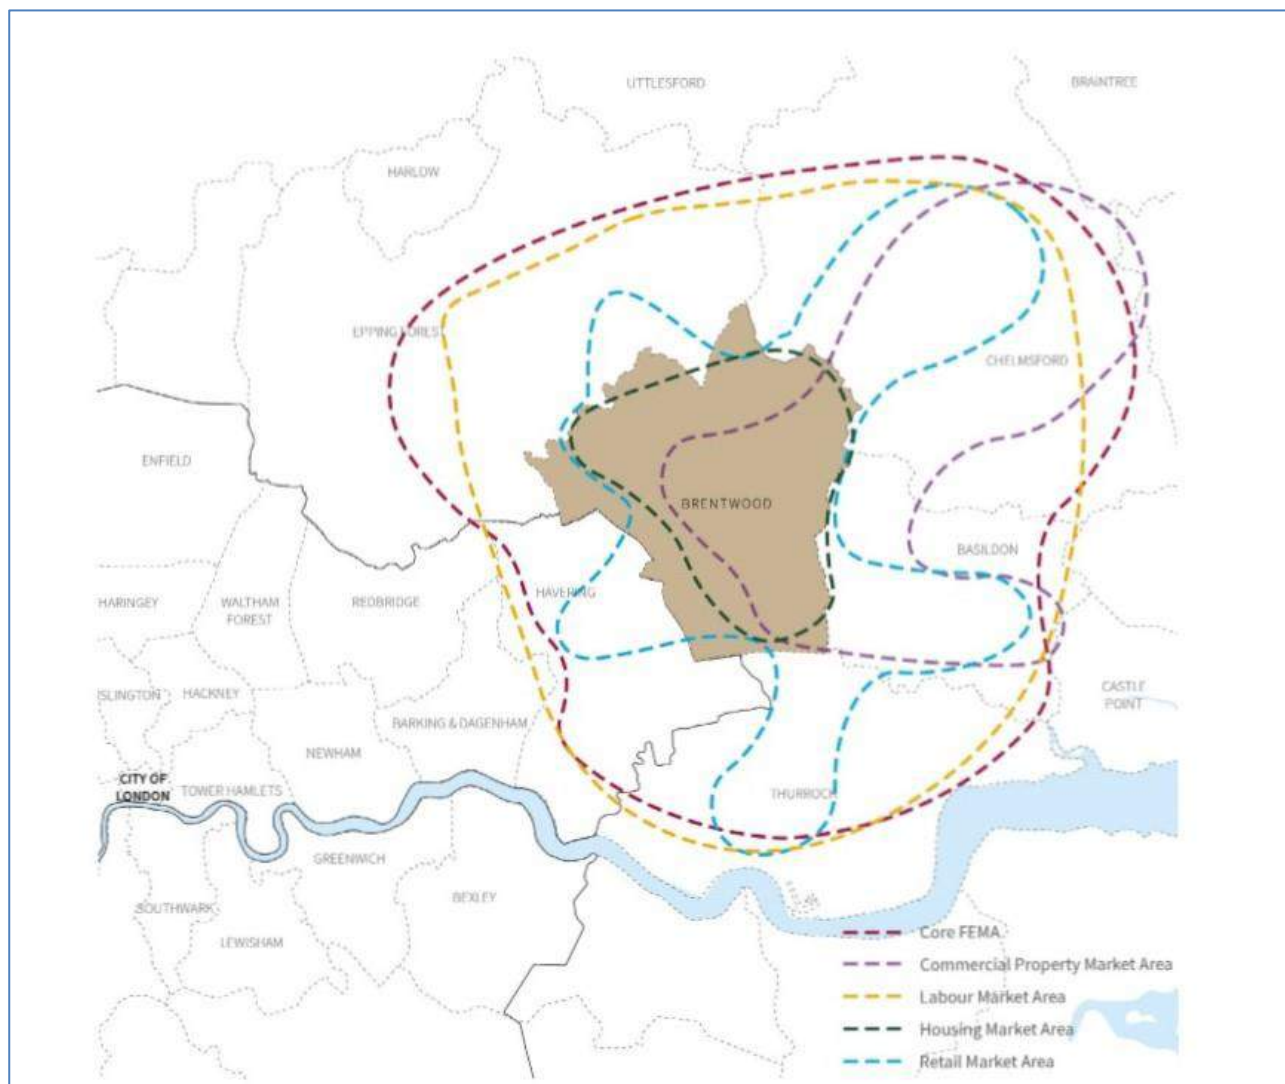 UTTLESFORD
BRAINTREE
HARLOW
EPPING FORES
CHELMSFORD
ENFIELD
BRENTWOOD
BASILDON
HAVERING
HARINGEY
WALTHAM
FOREST
REDBRIDGE
SLINGTON
HACKNEY
CASTLE
POINT
BARKING & DAGENHAM
NEWHAM
CITY OF
LONDON
TOWER HAMLETS
THURROCK
GREENWICH
BEXLEY
SOUTHWARK
LEWISHAM
Core FEMA
Commercial Property Market Area
Labour Market Area
Housing Market Area
Retail Market Area